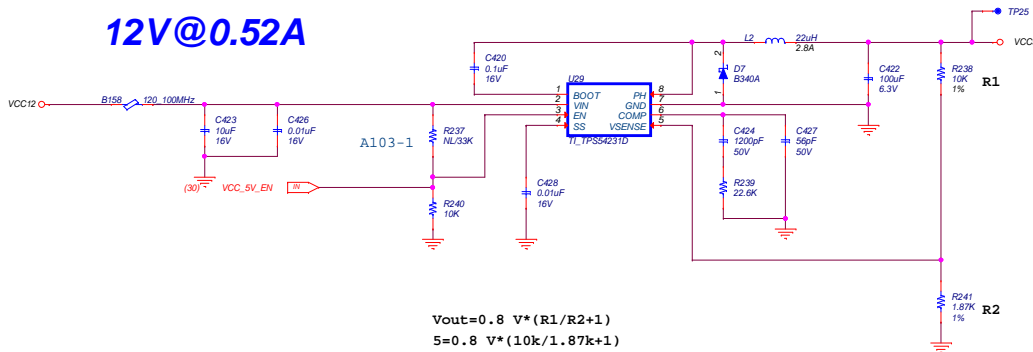 12V@0.52A
TP25
VCC
L2 22uH
2.8A
C420
0.1uF
16V
D7
B340A
2
1
C422
100uF
6.3V
R238
10K
1%
R1
U29
1 BOOT PH 8
2 VIN GND 7
3 EN COMP 6
4 SS VSENSE 5
TI_TPS54231D
VCC12
B158 120_100MHz
C423
10uF
16V
C426
0.01uF
16V
A103-1
R237
NL/33K
C424
1200pF
50V
C427
56pF
50V
(30) VCC_5V_EN IN
R240
10K
C428
0.01uF
16V
R239
22.6K
R241
1.87K
1%
R2
Vout=0.8 V*(R1/R2+1)
5=0.8 V*(10k/1.87k+1)